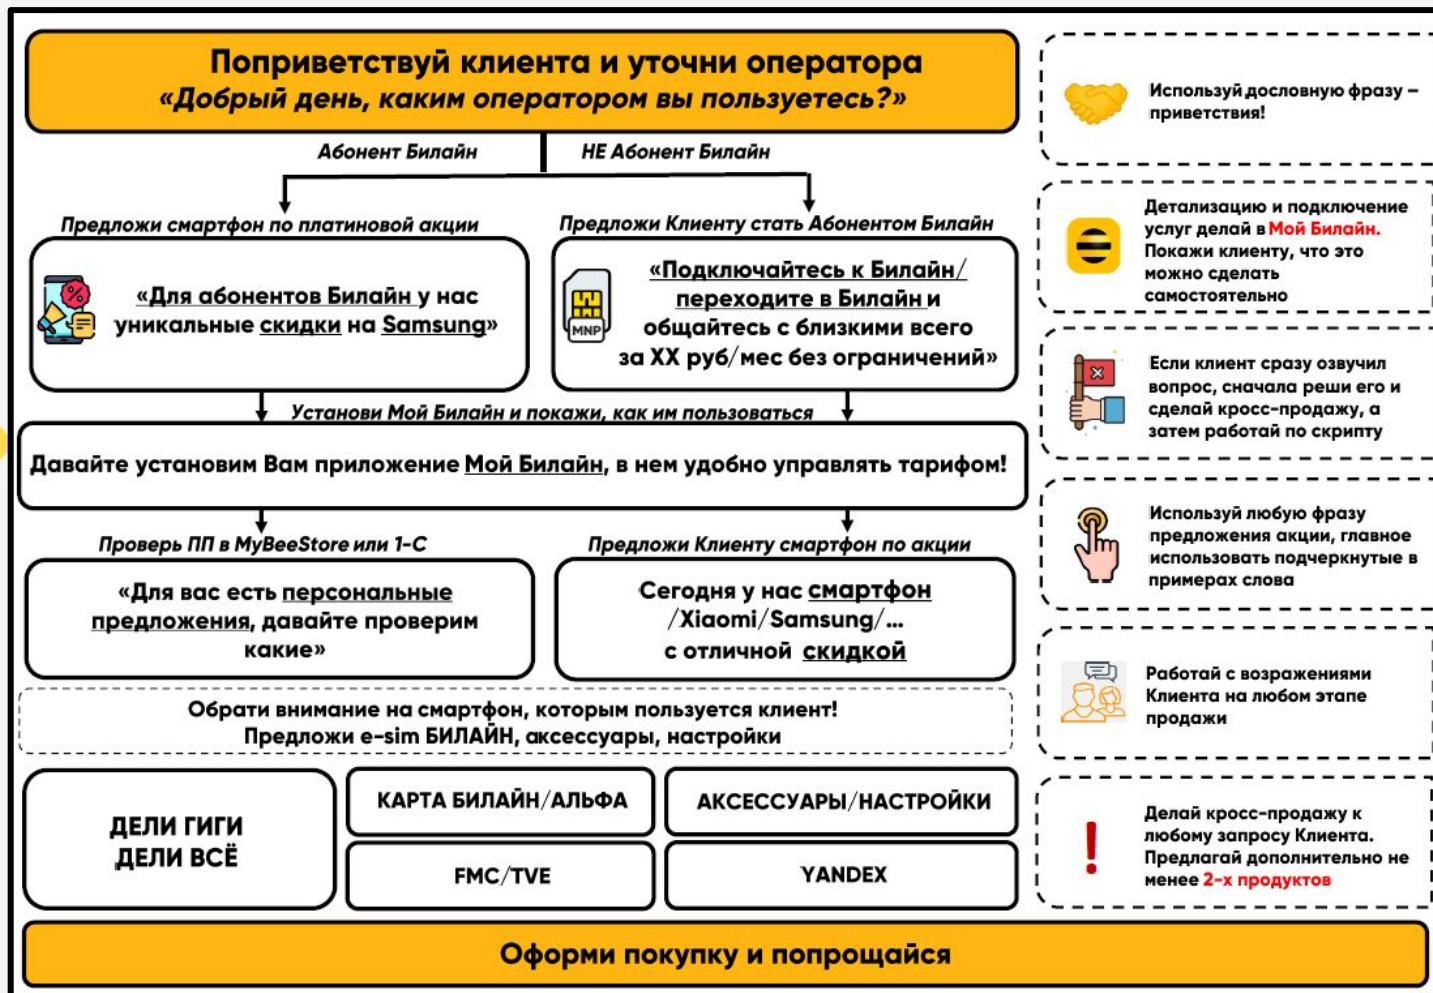 Поприветствуй клиента и уточни оператора
«Добрый день, каким оператором вы пользуетесь?»
Абонент Билайн
НЕ Абонент Билайн
Предложи смартфон по платиновой акции
«Для абонентов Билайн у нас
уникальные скидки на Samsung»
Предложи Клиенту стать Абонентом Билайн
MNP
«Подключайтесь к Билайн/
переходите в Билайн и
общайтесь с близкими всего
за XX руб/мес без ограничений»
Установи Мой Билайн и покажи, как им пользоваться
Давайте установим Вам приложение Мой Билайн, в нем удобно управлять тарифом!
Проверь ПП в MyBeeStore или 1-С
«Для вас есть персональные
предложения, давайте проверим
какие»
Предложи Клиенту смартфон по акции
Сегодня у нас смартфон
/Xiaomi/Samsung/...
с отличной скидкой
Обрати внимание на смартфон, которым пользуется клиент!
Предложи e-sim БИЛАЙН, аксессуары, настройки
ДЕЛИ ГИГИ
ДЕЛИ ВСЁ
КАРТА БИЛАЙН/АЛЬФА
АКСЕССУАРЫ/НАСТРОЙКИ
FMC/TVE
YANDEX
Оформи покупку и попрощайся
Используй дословную фразу –
приветствия!
Детализацию и подключение
услуг делай в Мой Билайн.
Покажи клиенту, что это
можно сделать
самостоятельно
Если клиент сразу озвучил
вопрос, сначала реши его и
сделай кросс-продажу, а
затем работай по скрипту
Используй любую фразу
предложения акции, главное
использовать подчеркнутые в
примерах слова
Работай с возражениями
Клиента на любом этапе
продажи
Делай кросс-продажу к
любому запросу Клиента.
Предлагай дополнительно не
менее 2-х продуктов